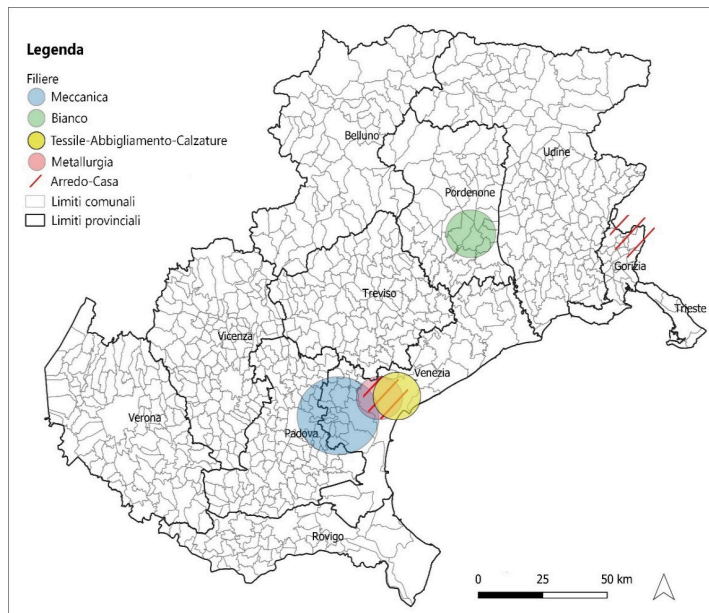 Legenda
Filiere
Meccanica
Bianco
Tessile-Abbigliamento-Calzature
Metallurgia
Arredo-Casa
Limiti comunali
Limiti provinciali
Belluno
Udine
Pordenone
Gorizia
Treviso
Trieste
Vicenza
Venezia
Verona
Padova
Rovigo
0 25 50 km